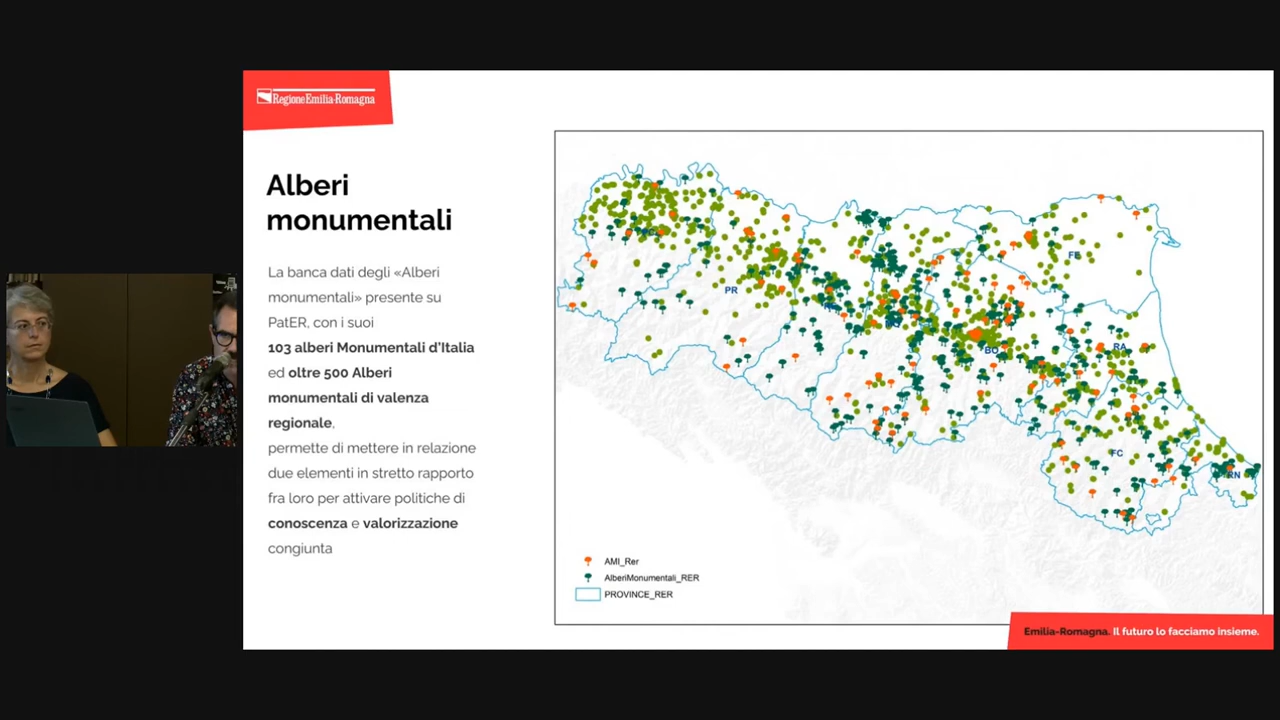 RegioneEmilia-Romagna
Alberi
monumentali
La banca dati degli «Alberi
monumentali» presente su
PatER, con i suoi
103 alberi Monumentali d'Italia
ed oltre 500 Alberi
monumentali di valenza
regionale,
permette di mettere in relazione
due elementi in stretto rapporto
fra loro per attivare politiche di
conoscenza e valorizzazione
congiunta
PR
FE
BO
RA
FC
RN
AMI_Rer
AlberiMonumentali_RER
PROVINCE_RER
Emilia-Romagna. Il futuro lo facciamo insieme.